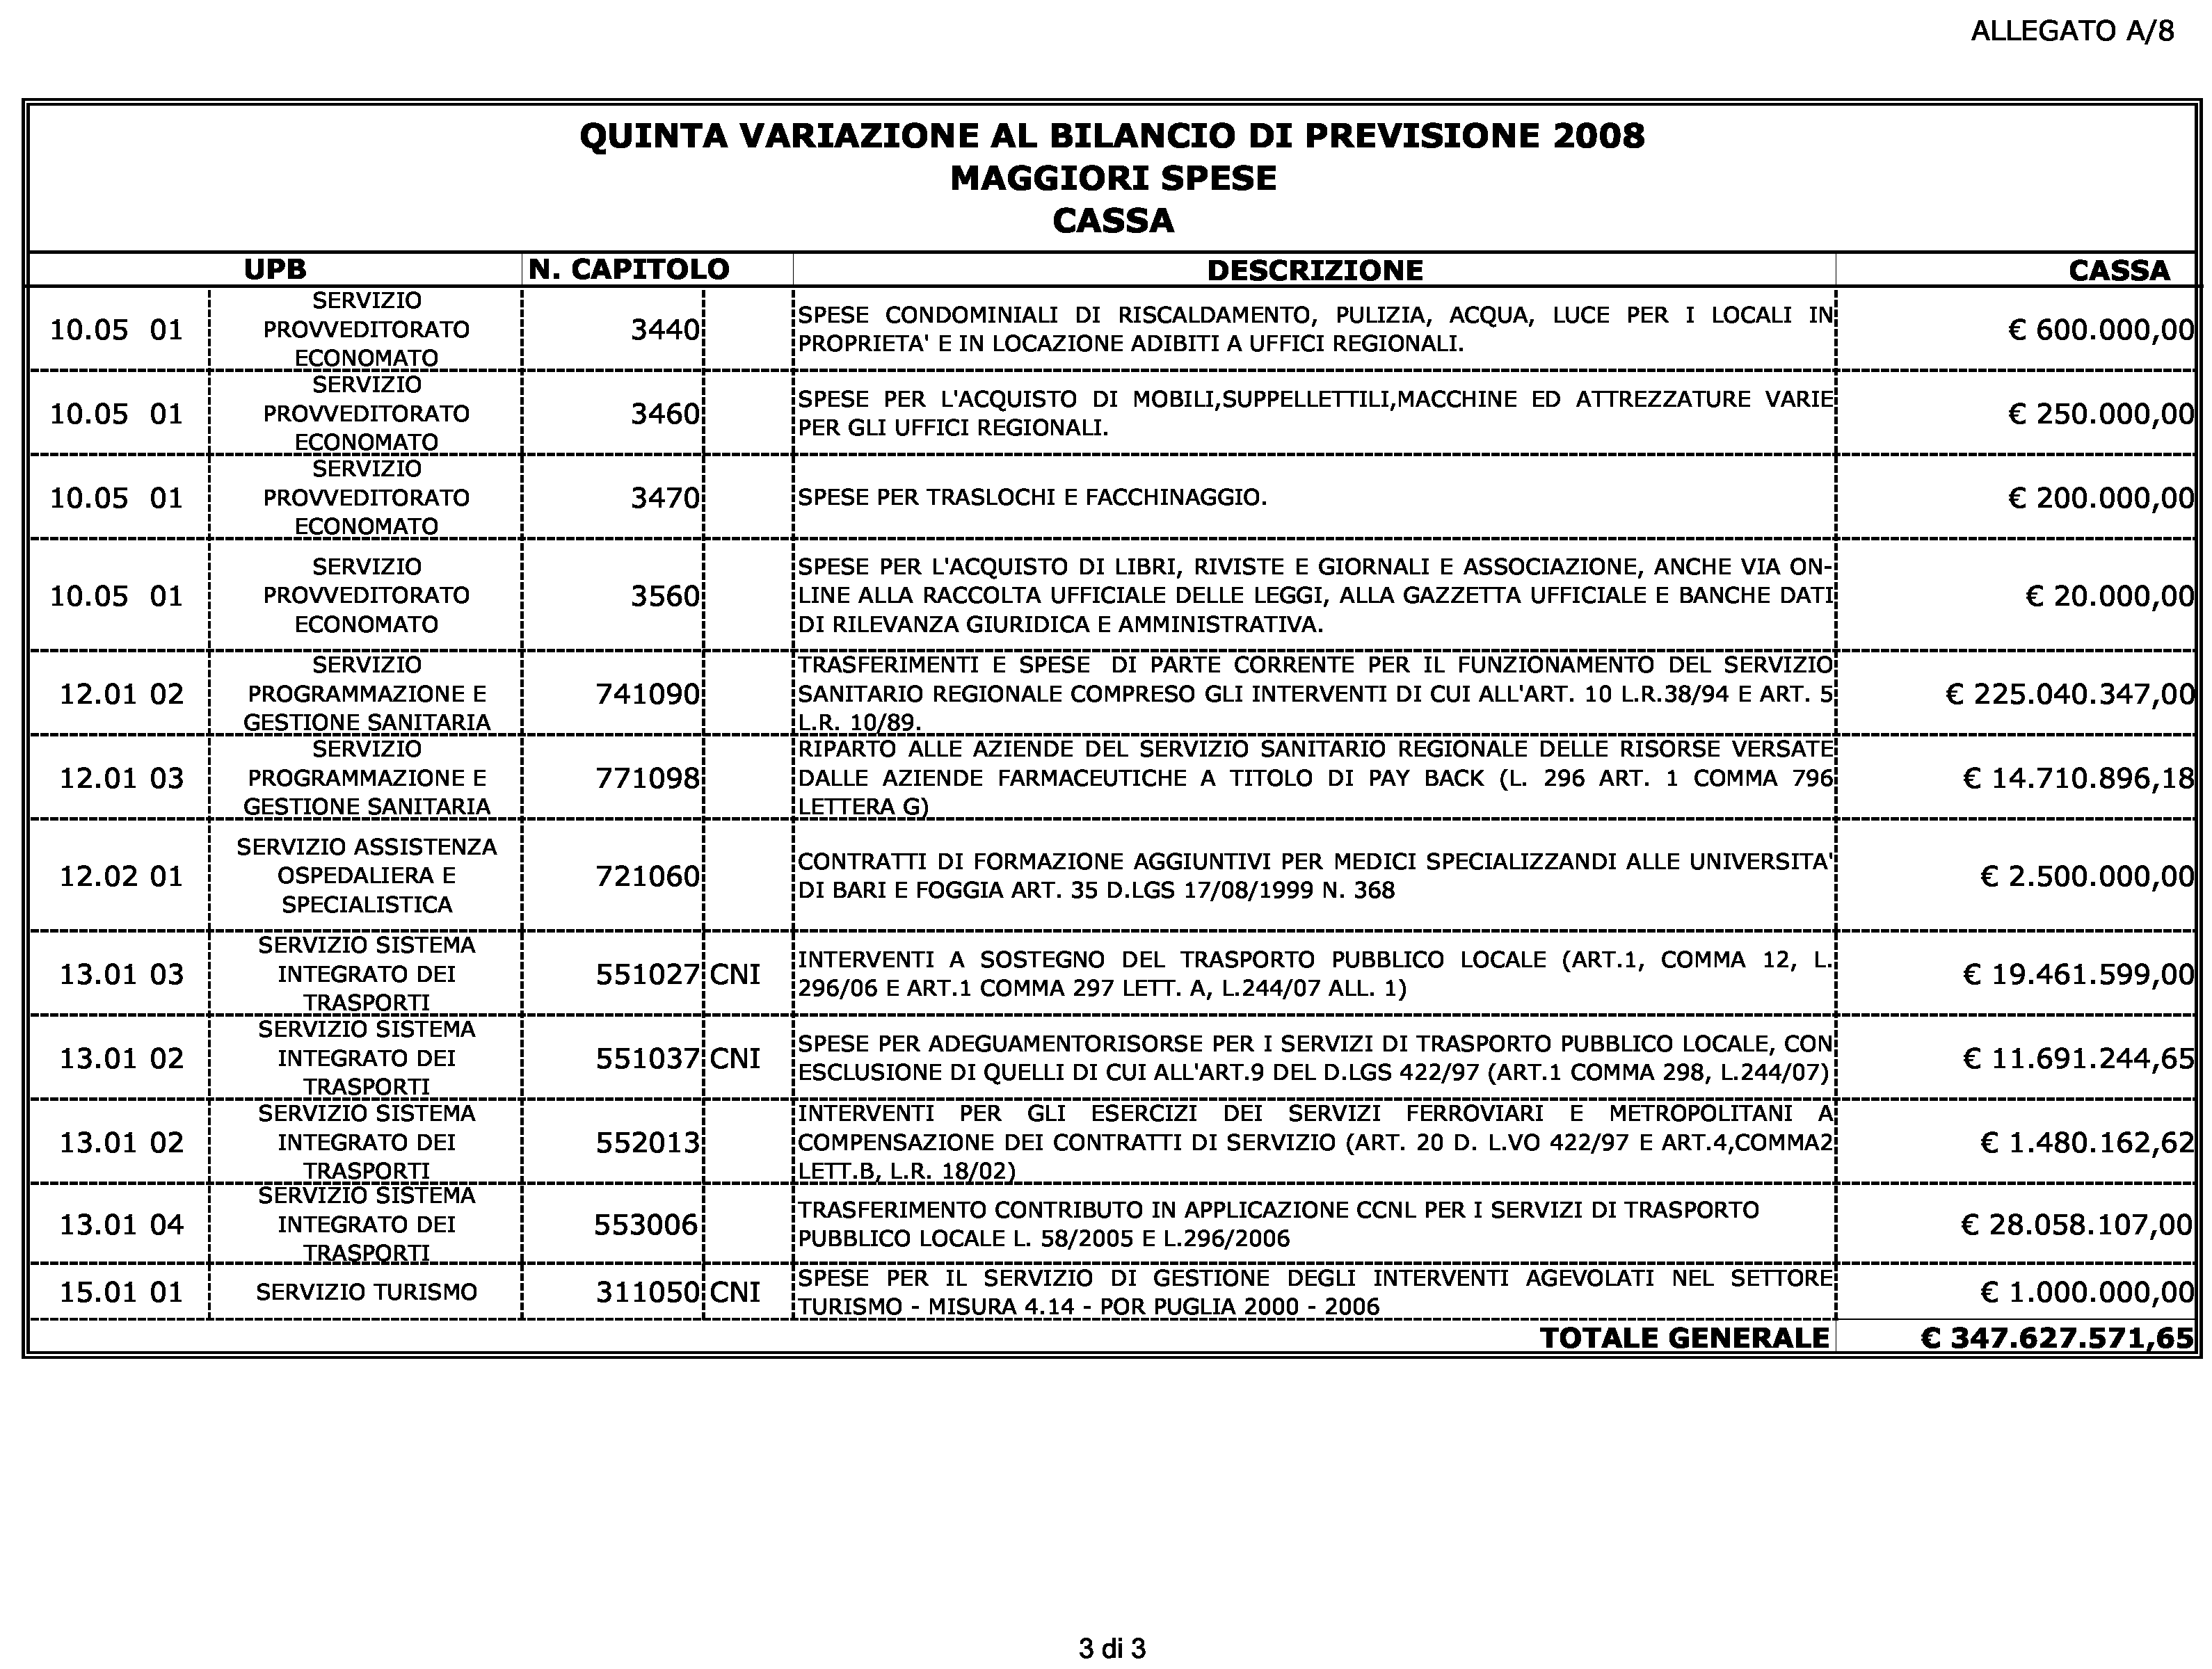 ALLEGATO A/8
QUINTA VARIAZIONE AL BILANCIO DI PREVISIONE 2008
MAGGIORI SPESE
CASSA
UPB N. CAPITOLO DESCRIZIONE CASSA
10.05 01
SERVIZIO
PROVVEDITORATO
ECONOMATO
3440
SPESE CONDOMINIALI DI RISCALDAMENTO, PULIZIA, ACQUA, LUCE PER I LOCALI IN
PROPRIETA' E IN LOCAZIONE ADIBITI A UFFICI REGIONALI.
€ 600.000,00
10.05 01
SERVIZIO
PROVVEDITORATO
ECONOMATO
3460
SPESE PER L'ACQUISTO DI MOBILI,SUPPELLETTILI,MACCHINE ED ATTREZZATURE VARIE
PER GLI UFFICI REGIONALI.
€ 250.000,00
10.05 01
SERVIZIO
PROVVEDITORATO
ECONOMATO
3470
SPESE PER TRASLOCHI E FACCHINAGGIO.
€ 200.000,00
10.05 01
SERVIZIO
PROVVEDITORATO
ECONOMATO
3560
SPESE PER L'ACQUISTO DI LIBRI, RIVISTE E GIORNALI E ASSOCIAZIONE, ANCHE VIA ON-
LINE ALLA RACCOLTA UFFICIALE DELLE LEGGI, ALLA GAZZETTA UFFICIALE E BANCHE DATI
DI RILEVANZA GIURIDICA E AMMINISTRATIVA.
€ 20.000,00
12.01 02
SERVIZIO
PROGRAMMAZIONE E
GESTIONE SANITARIA
741090
TRASFERIMENTI E SPESE DI PARTE CORRENTE PER IL FUNZIONAMENTO DEL SERVIZIO
SANITARIO REGIONALE COMPRESO GLI INTERVENTI DI CUI ALL'ART. 10 L.R.38/94 E ART. 5
L.R. 10/89.
€ 225.040.347,00
12.01 03
SERVIZIO
PROGRAMMAZIONE E
GESTIONE SANITARIA
771098
RIPARTO ALLE AZIENDE DEL SERVIZIO SANITARIO REGIONALE DELLE RISORSE VERSATE
DALLE AZIENDE FARMACEUTICHE A TITOLO DI PAY BACK (L. 296 ART. 1 COMMA 796
LETTERA G)
€ 14.710.896,18
12.02 01
SERVIZIO ASSISTENZA
OSPEDALIERA E
SPECIALISTICA
721060
CONTRATTI DI FORMAZIONE AGGIUNTIVI PER MEDICI SPECIALIZZANDI ALLE UNIVERSITA'
DI BARI E FOGGIA ART. 35 D.LGS 17/08/1999 N. 368
€ 2.500.000,00
13.01 03
SERVIZIO SISTEMA
INTEGRATO DEI
TRASPORTI
551027 CNI
INTERVENTI A SOSTEGNO DEL TRASPORTO PUBBLICO LOCALE (ART.1, COMMA 12, L.
296/06 E ART.1 COMMA 297 LETT. A, L.244/07 ALL. 1)
€ 19.461.599,00
13.01 02
SERVIZIO SISTEMA
INTEGRATO DEI
TRASPORTI
551037 CNI
SPESE PER ADEGUAMENTORISORSE PER I SERVIZI DI TRASPORTO PUBBLICO LOCALE, CON
ESCLUSIONE DI QUELLI DI CUI ALL'ART.9 DEL D.LGS 422/97 (ART.1 COMMA 298, L.244/07)
€ 11.691.244,65
13.01 02
SERVIZIO SISTEMA
INTEGRATO DEI
TRASPORTI
552013
INTERVENTI PER GLI ESERCIZI DEI SERVIZI FERROVIARI E METROPOLITANI A
COMPENSAZIONE DEI CONTRATTI DI SERVIZIO (ART. 20 D. L.VO 422/97 E ART.4,COMMA2
LETT.B, L.R. 18/02)
€ 1.480.162,62
13.01 04
SERVIZIO SISTEMA
INTEGRATO DEI
TRASPORTI
553006
TRASFERIMENTO CONTRIBUTO IN APPLICAZIONE CCNL PER I SERVIZI DI TRASPORTO
PUBBLICO LOCALE L. 58/2005 E L.296/2006
€ 28.058.107,00
15.01 01
SERVIZIO TURISMO
311050 CNI
SPESE PER IL SERVIZIO DI GESTIONE DEGLI INTERVENTI AGEVOLATI NEL SETTORE
TURISMO - MISURA 4.14 - POR PUGLIA 2000 - 2006
€ 1.000.000,00
TOTALE GENERALE € 347.627.571,65
3 di 3